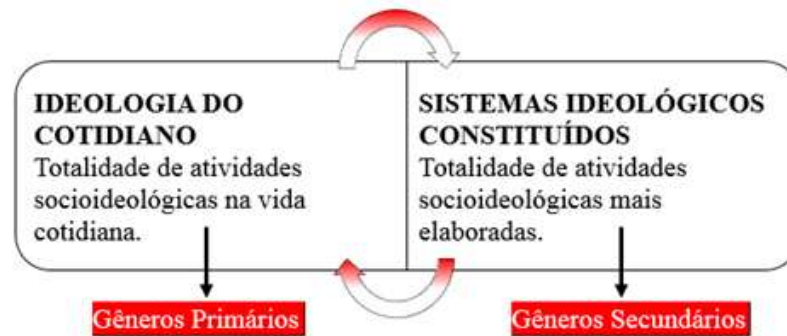 IDEOLOGIA DO
COTIDIANO
Totalidade de atividades
socioideológicas na vida
cotidiana.
Gêneros Primários
SISTEMAS IDEOLÓGICOS
CONSTITUÍDOS
Totalidade de atividades
socioideológicas mais
elaboradas.
Gêneros Secundários